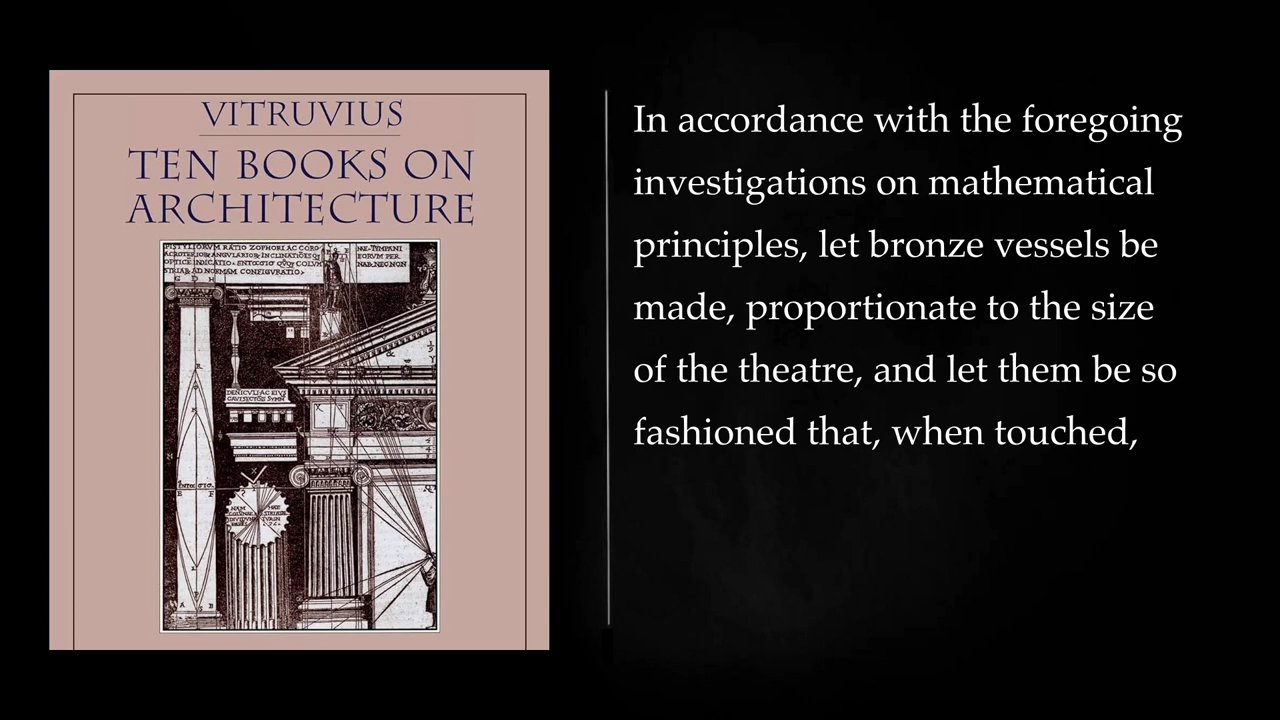 VITRUVIUS
TEN BOOKS ON
ARCHITECTURE
In accordance with the foregoing
investigations on mathematical
principles, let bronze vessels be
made, proportionate to the size
of the theatre, and let them be so
fashioned that, when touched,